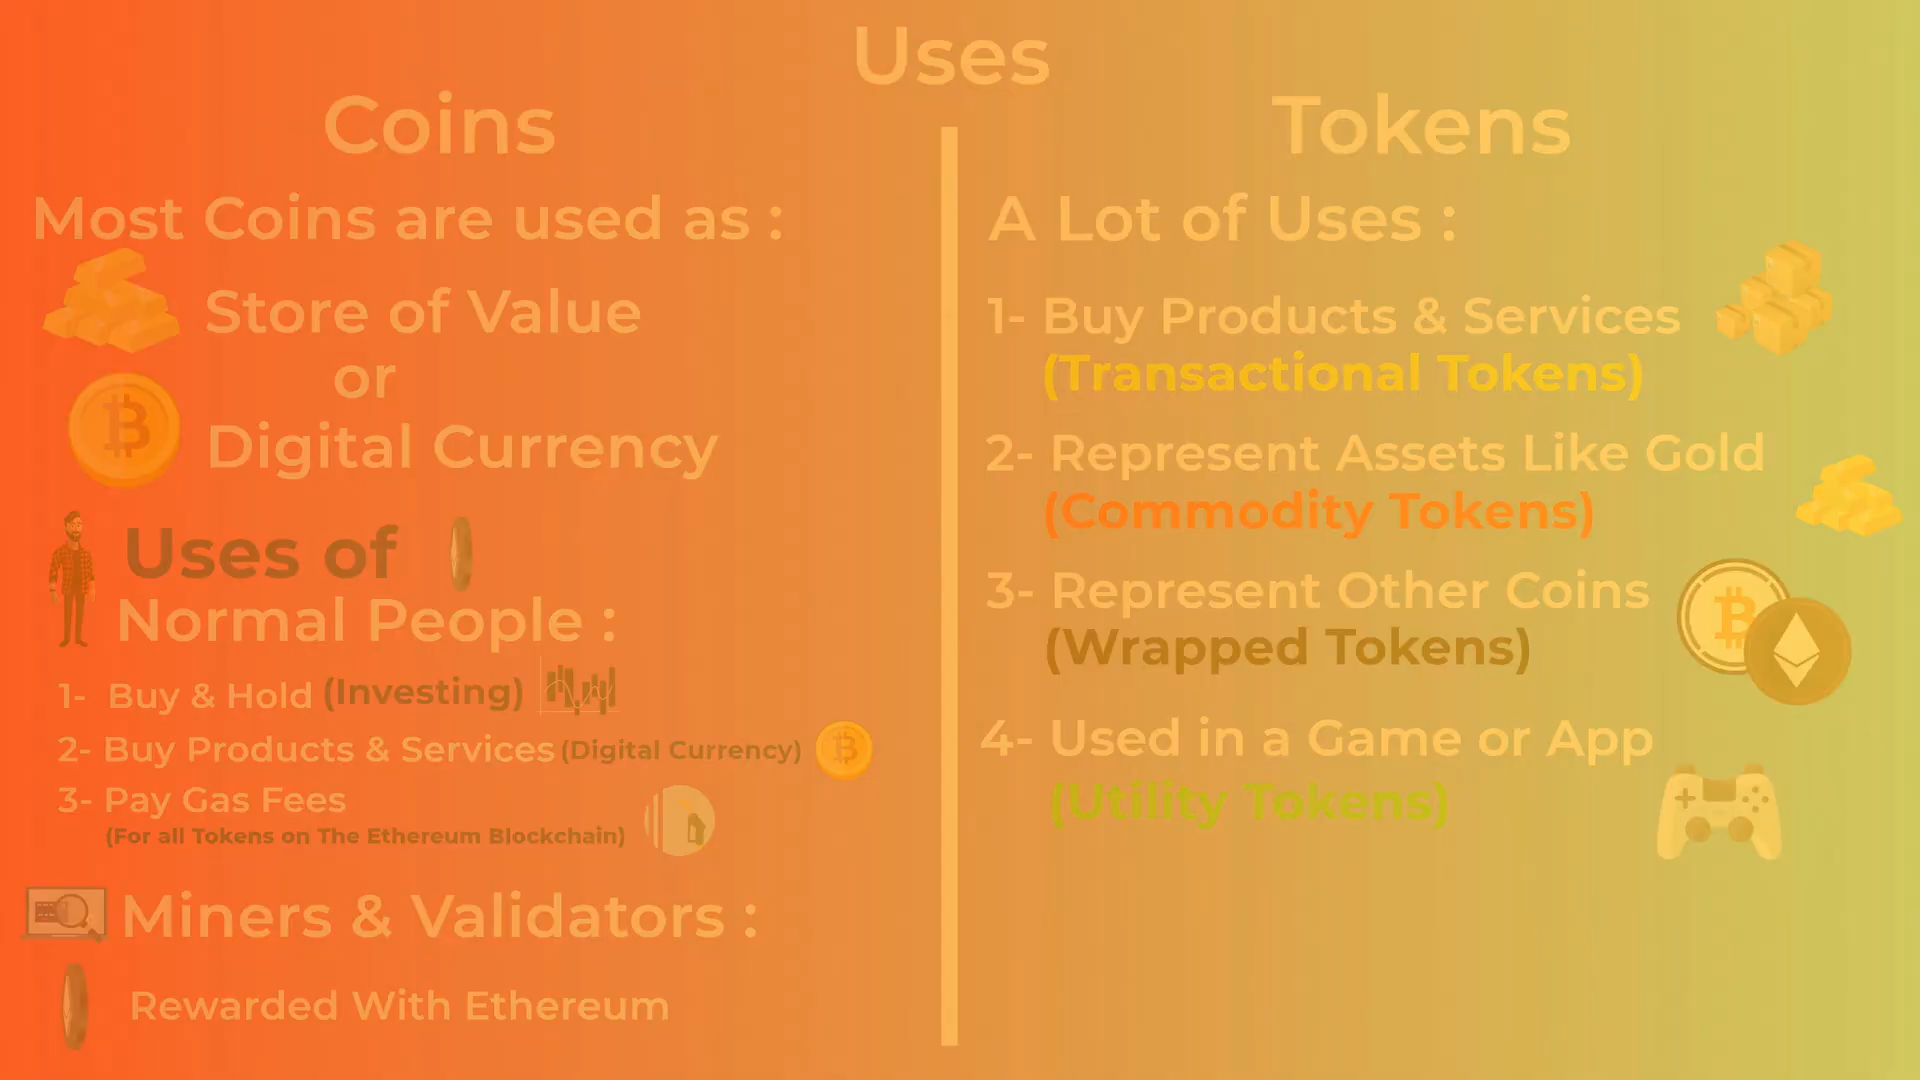 Uses
Coins
Most Coins are used as :
Store of Value
or
Digital Currency
Uses of
Normal People :
1- Buy & Hold (Investing)
2- Buy Products & Services (Digital Currency)
3- Pay Gas Fees
(For all Tokens on The Ethereum Blockchain)
Miners & Validators :
Rewarded With Ethereum
Tokens
A Lot of Uses :
1- Buy Products & Services
(Transactional Tokens)
2- Represent Assets Like Gold
(Commodity Tokens)
3- Represent Other Coins
(Wrapped Tokens)
4- Used in a Game or App
(Utility Tokens)